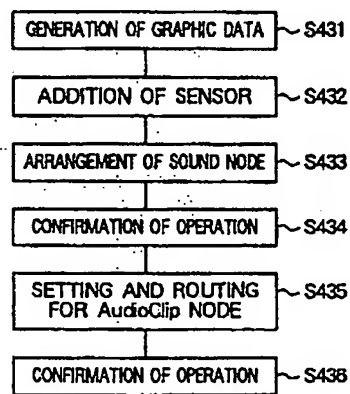 GENERATION OF GRAPHIC DATA S431
ADDITION OF SENSOR S432
ARRANGEMENT OF SOUND NODE S433
CONFIRMATION OF OPERATION S434
SETTING AND ROUTING S435
FOR AudioClip NODE
CONFIRMATION OF OPERATION S436